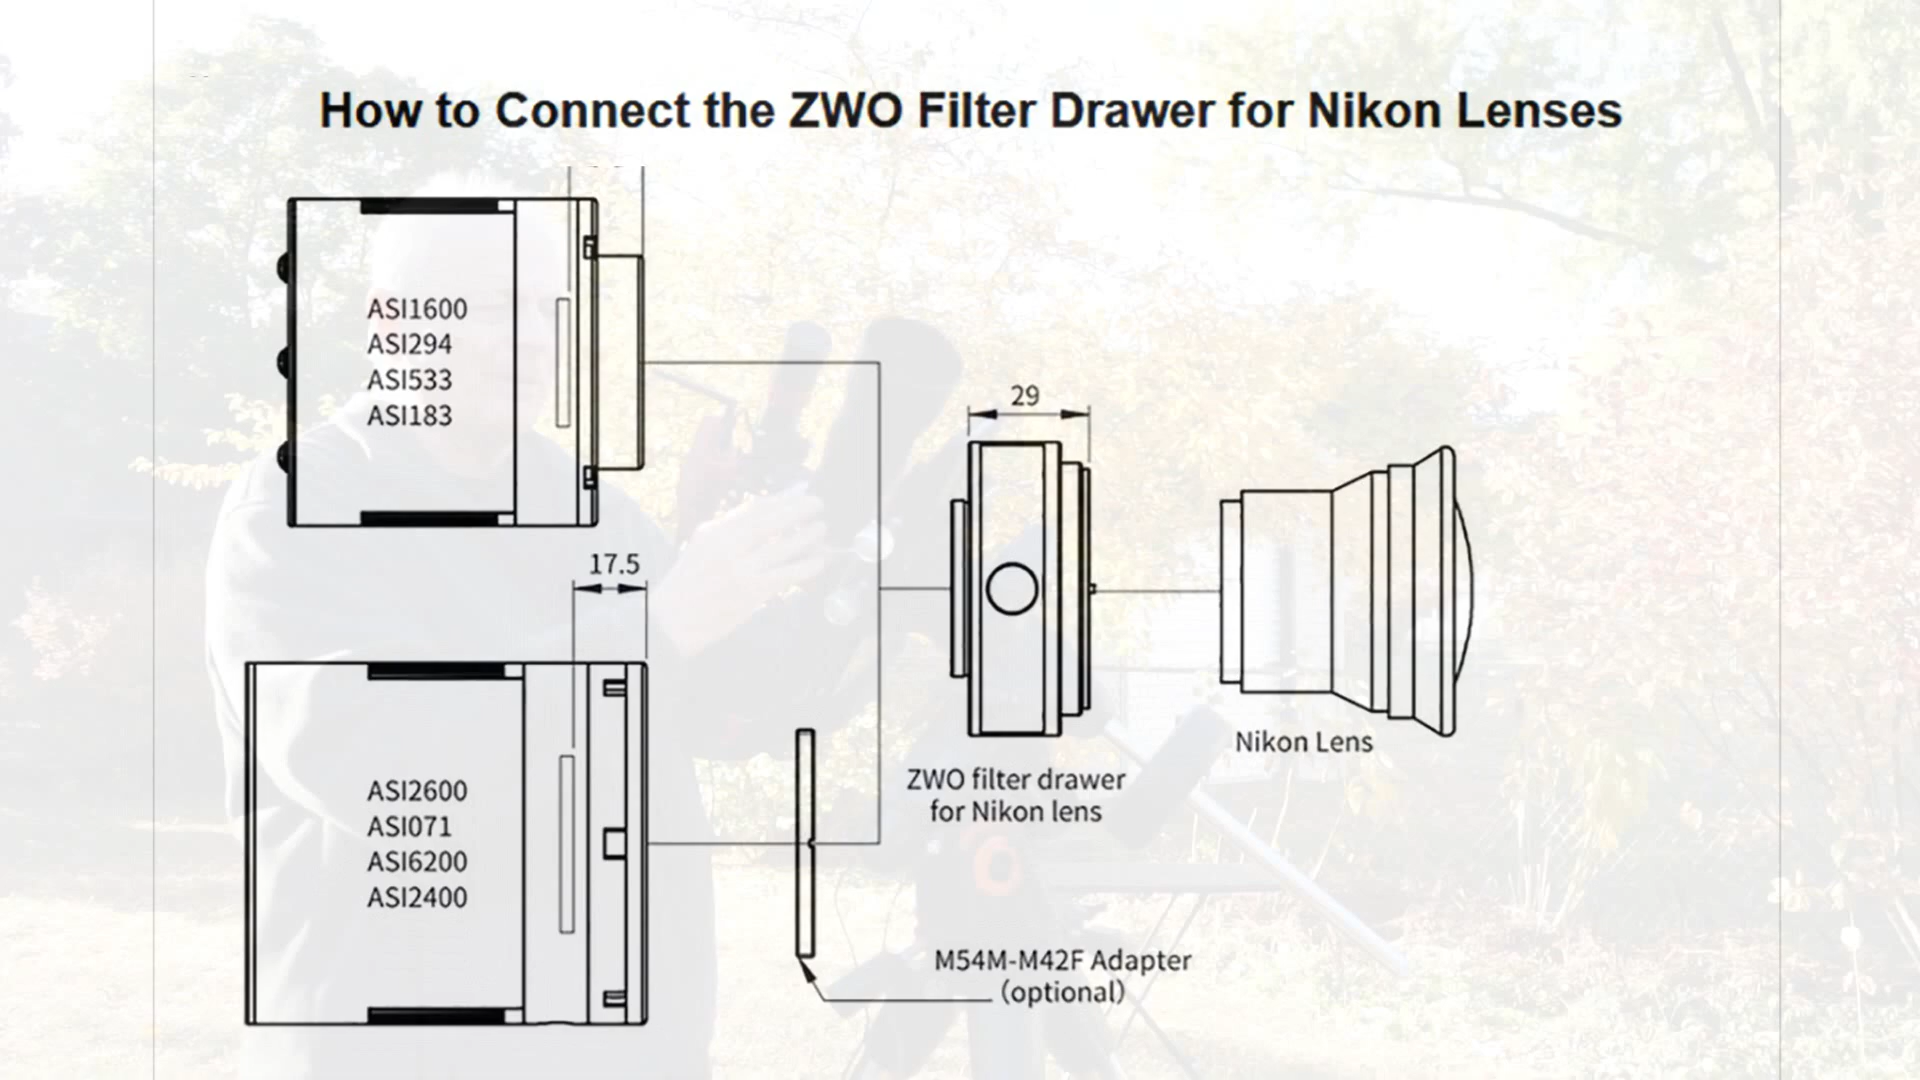 How to Connect the ZWO Filter Drawer for Nikon Lenses
ASI1600
ASI294
ASI533
ASI183
17.5
29
ASI2600
ASI071
ASI6200
ASI2400
ZWO filter drawer
for Nikon lens
Nikon Lens
M54M-M42F Adapter
(optional)